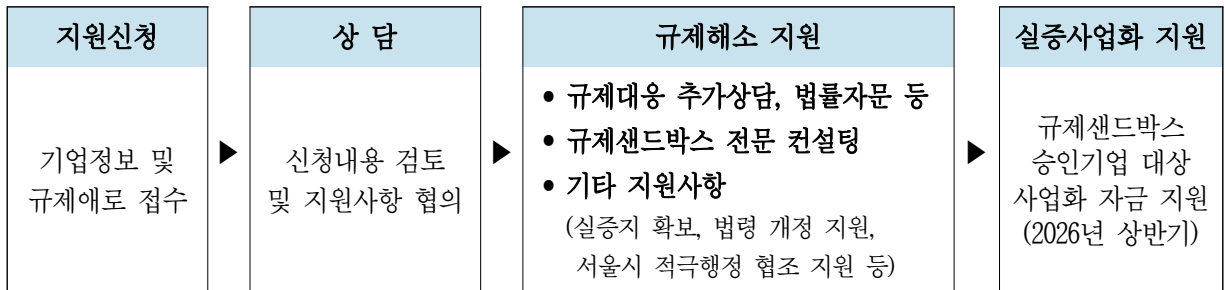 지원신청
기업정보 및
규제애로 접수
▶
상 담
신청내용 검토
및 지원사항 협의
▶
규제해소 지원
• 규제대응 추가상담, 법률자문 등
• 규제샌드박스 전문 컨설팅
• 기타 지원사항
(실증지 확보, 법령 개정 지원,
서울시 적극행정 협조 지원 등)
▶
실증사업화 지원
규제샌드박스
승인기업 대상
사업화 자금 지원
(2026년 상반기)